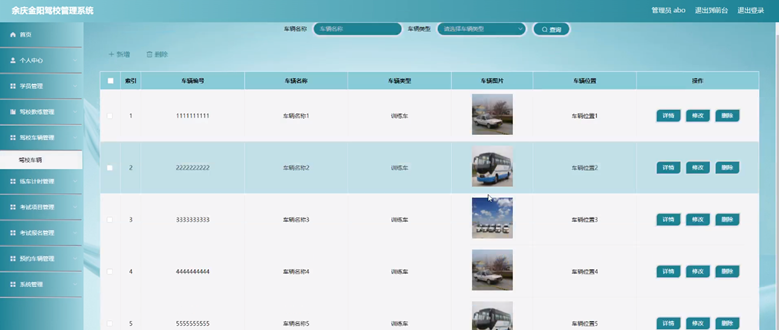 余庆金阳驾校管理系统
管理员 abo 退出到前台 退出登录
车辆名称 车辆名称 车辆类型 请选择车辆类型 查询
新增 删除
首页
个人中心
学员管理
驾校教练管理
驾校车辆管理
驾校车辆
练车计时管理
考试项目管理
考试报名管理
预约车辆管理
系统管理
索引 车辆编号 车辆名称 车辆类型 车辆图片 车辆位置 操作
1 1111111111 车辆名称1 训练车 车辆位置1 详情 修改 删除
2 2222222222 车辆名称2 训练车 车辆位置2 详情 修改 删除
3 3333333333 车辆名称3 训练车 车辆位置3 详情 修改 删除
4 4444444444 车辆名称4 训练车 车辆位置4 详情 修改 删除
5 5555555555 车辆名称5 训练车 车辆位置5 详情 修改 删除